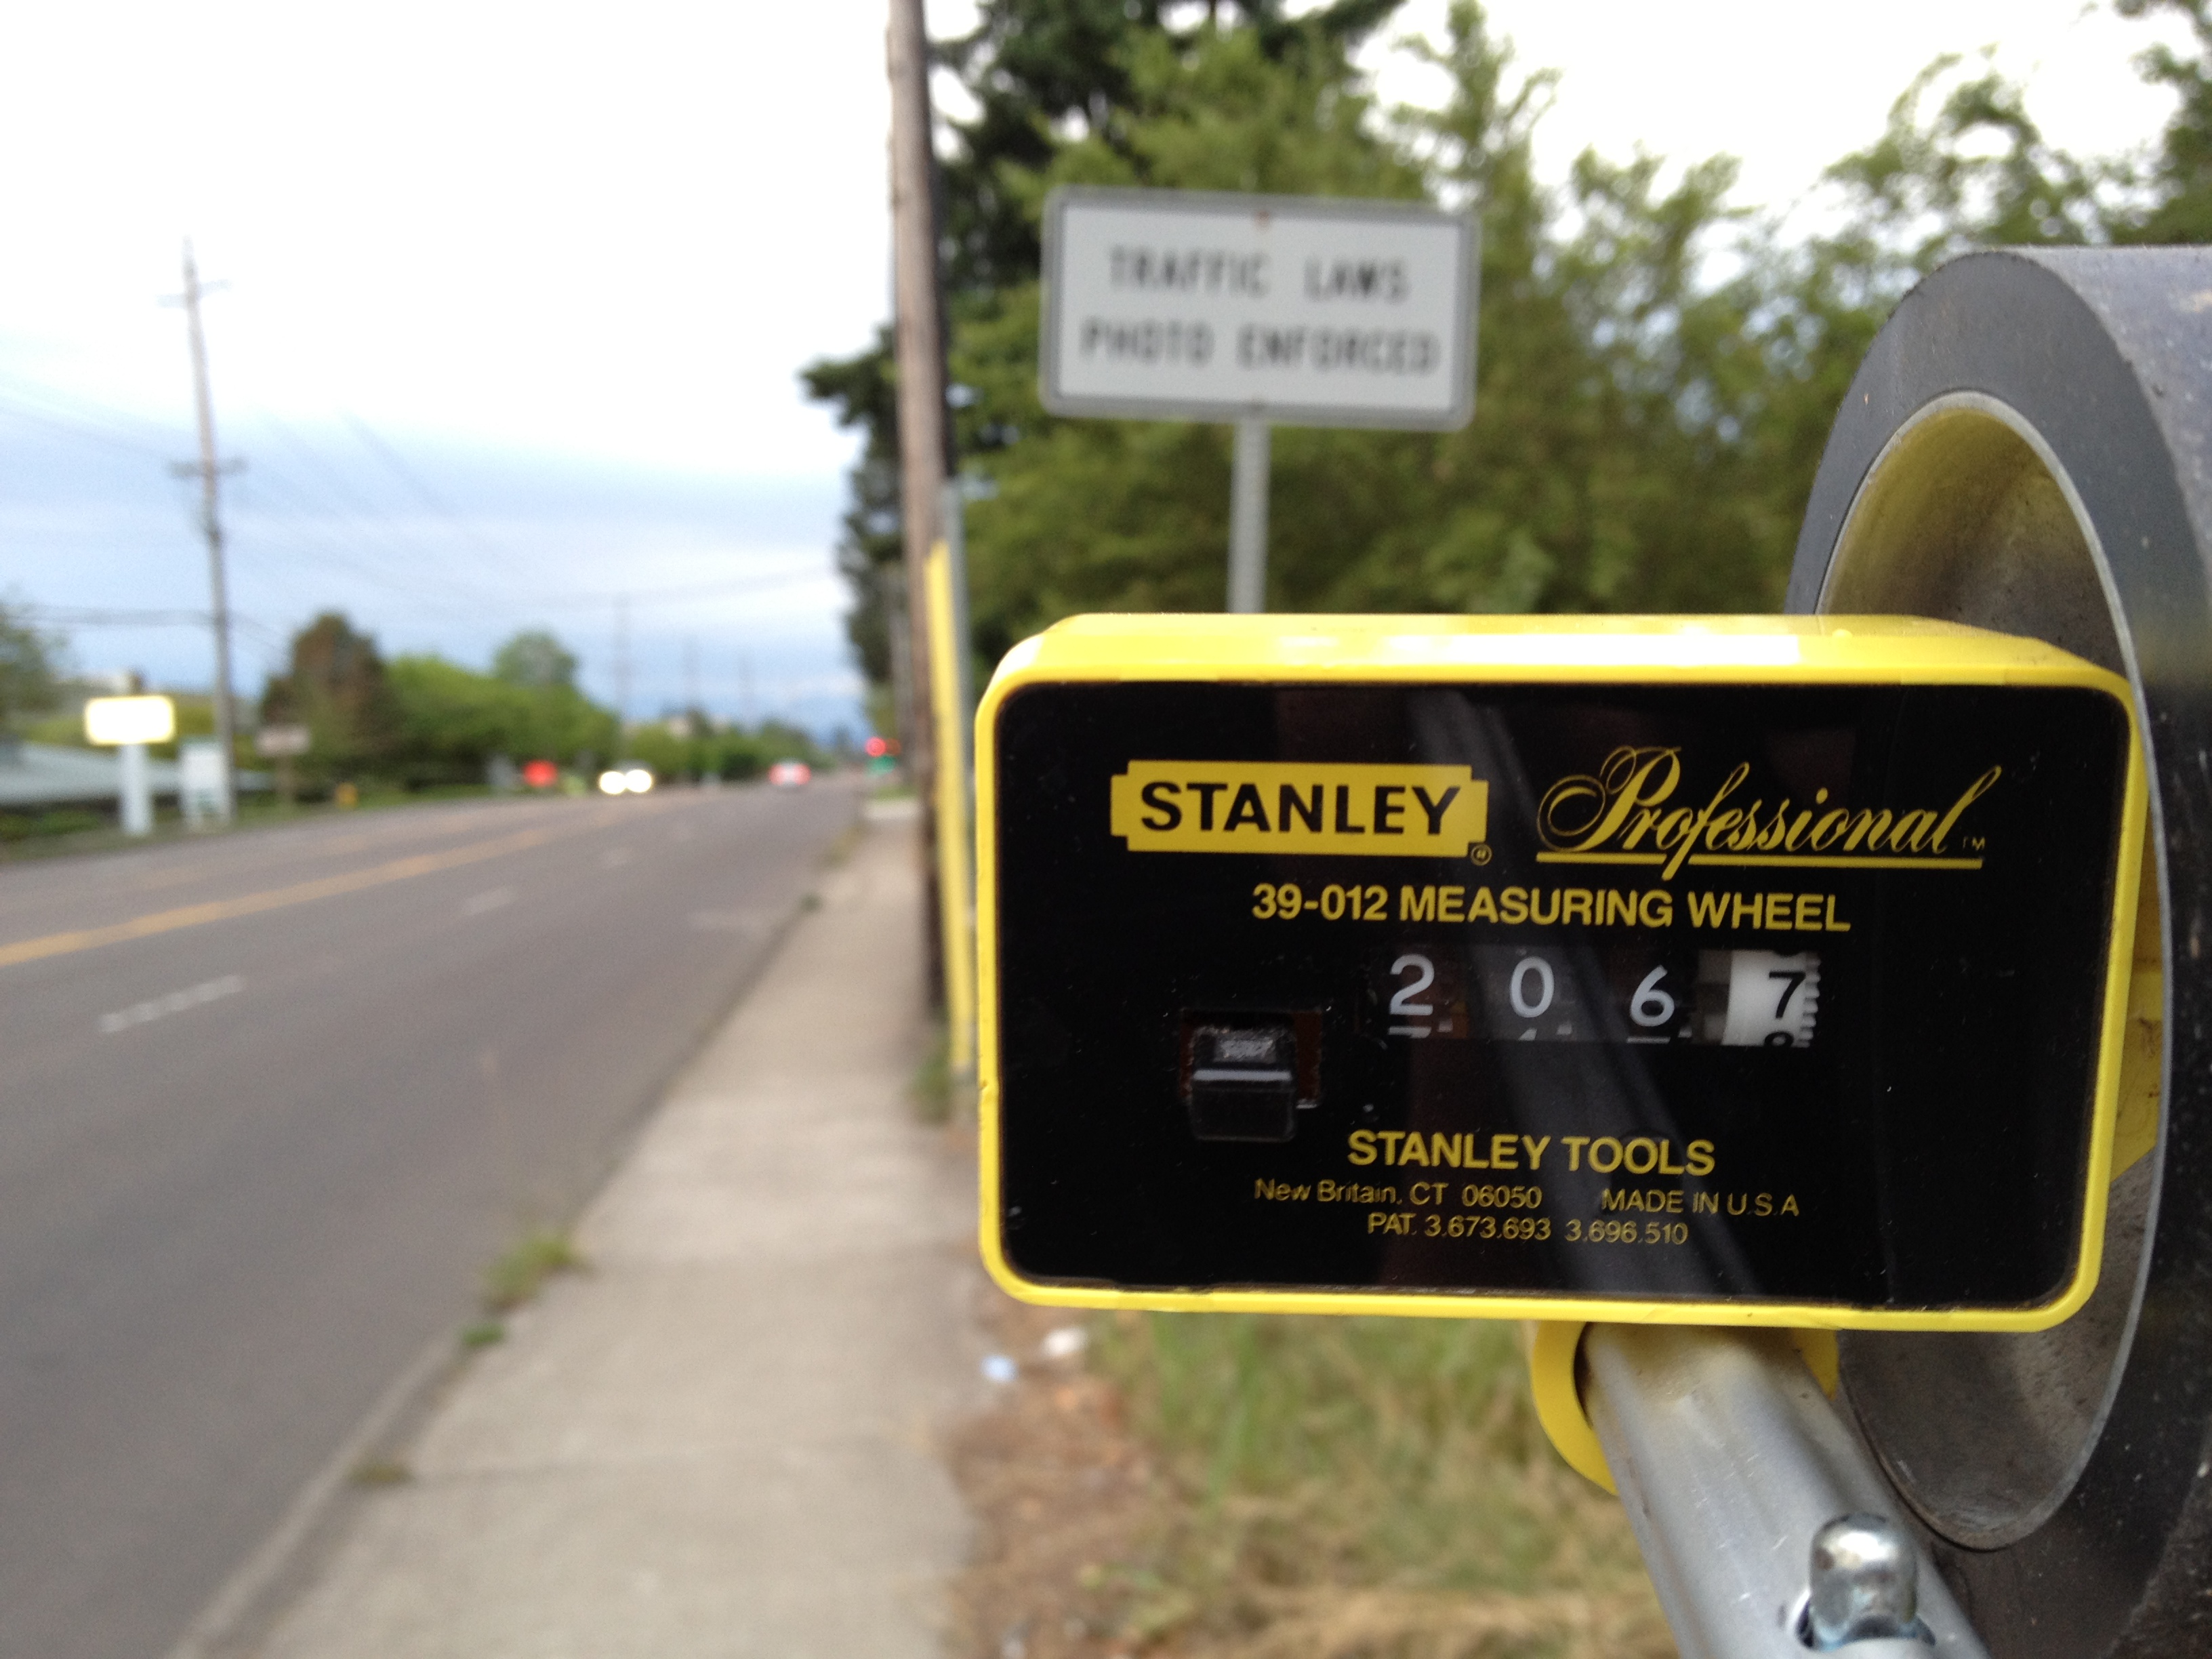 TRAFFIC LAWS
PHOTO ENFORCED
STANLEY® Professional™
39-012 MEASURING WHEEL
2 0 6 7
STANLEY TOOLS
New Britain, CT 06050 MADE IN U.S.A
PAT. 3,673,693 3,696,510